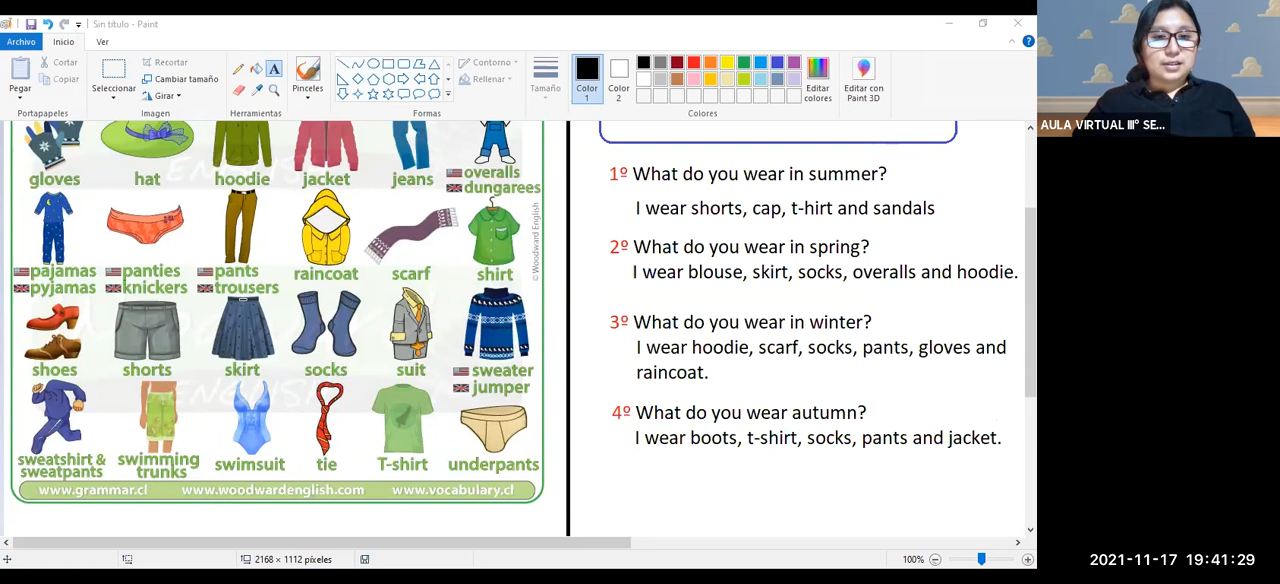 Sin título - Paint
Archivo Inicio Ver
Pegar
Cortar
Copiar
Portapapeles
Seleccionar
Recortar
Cambiar tamaño
Girar
Imagen
A
Herramientas
Pinceles
Contorno
Rellenar
Formas
Tamaño
Color 1
Color 2
Editar colores
Colores
Editar con Paint 3D
AULA VIRTUAL IIIº SE...
gloves hat hoodie jacket jeans overalls
dungarees
pajamas panties pants raincoat scarf shirt
pyjamas knickers trousers
© Woodward English
shoes shorts skirt socks suit sweater
jumper
sweatshirt & swimming swimsuit tie T-shirt underpants
sweatpants trunks
www.grammar.cl www.woodwardenglish.com www.vocabulary.cl
ENGLISH
1º What do you wear in summer?
I wear shorts, cap, t-hirt and sandals
2º What do you wear in spring?
I wear blouse, skirt, socks, overalls and hoodie.
3º What do you wear in winter?
I wear hoodie, scarf, socks, pants, gloves and
raincoat.
4º What do you wear autumn?
I wear boots, t-shirt, socks, pants and jacket.
2168 × 1112 píxeles
100%
2021-11-17 19:41:29